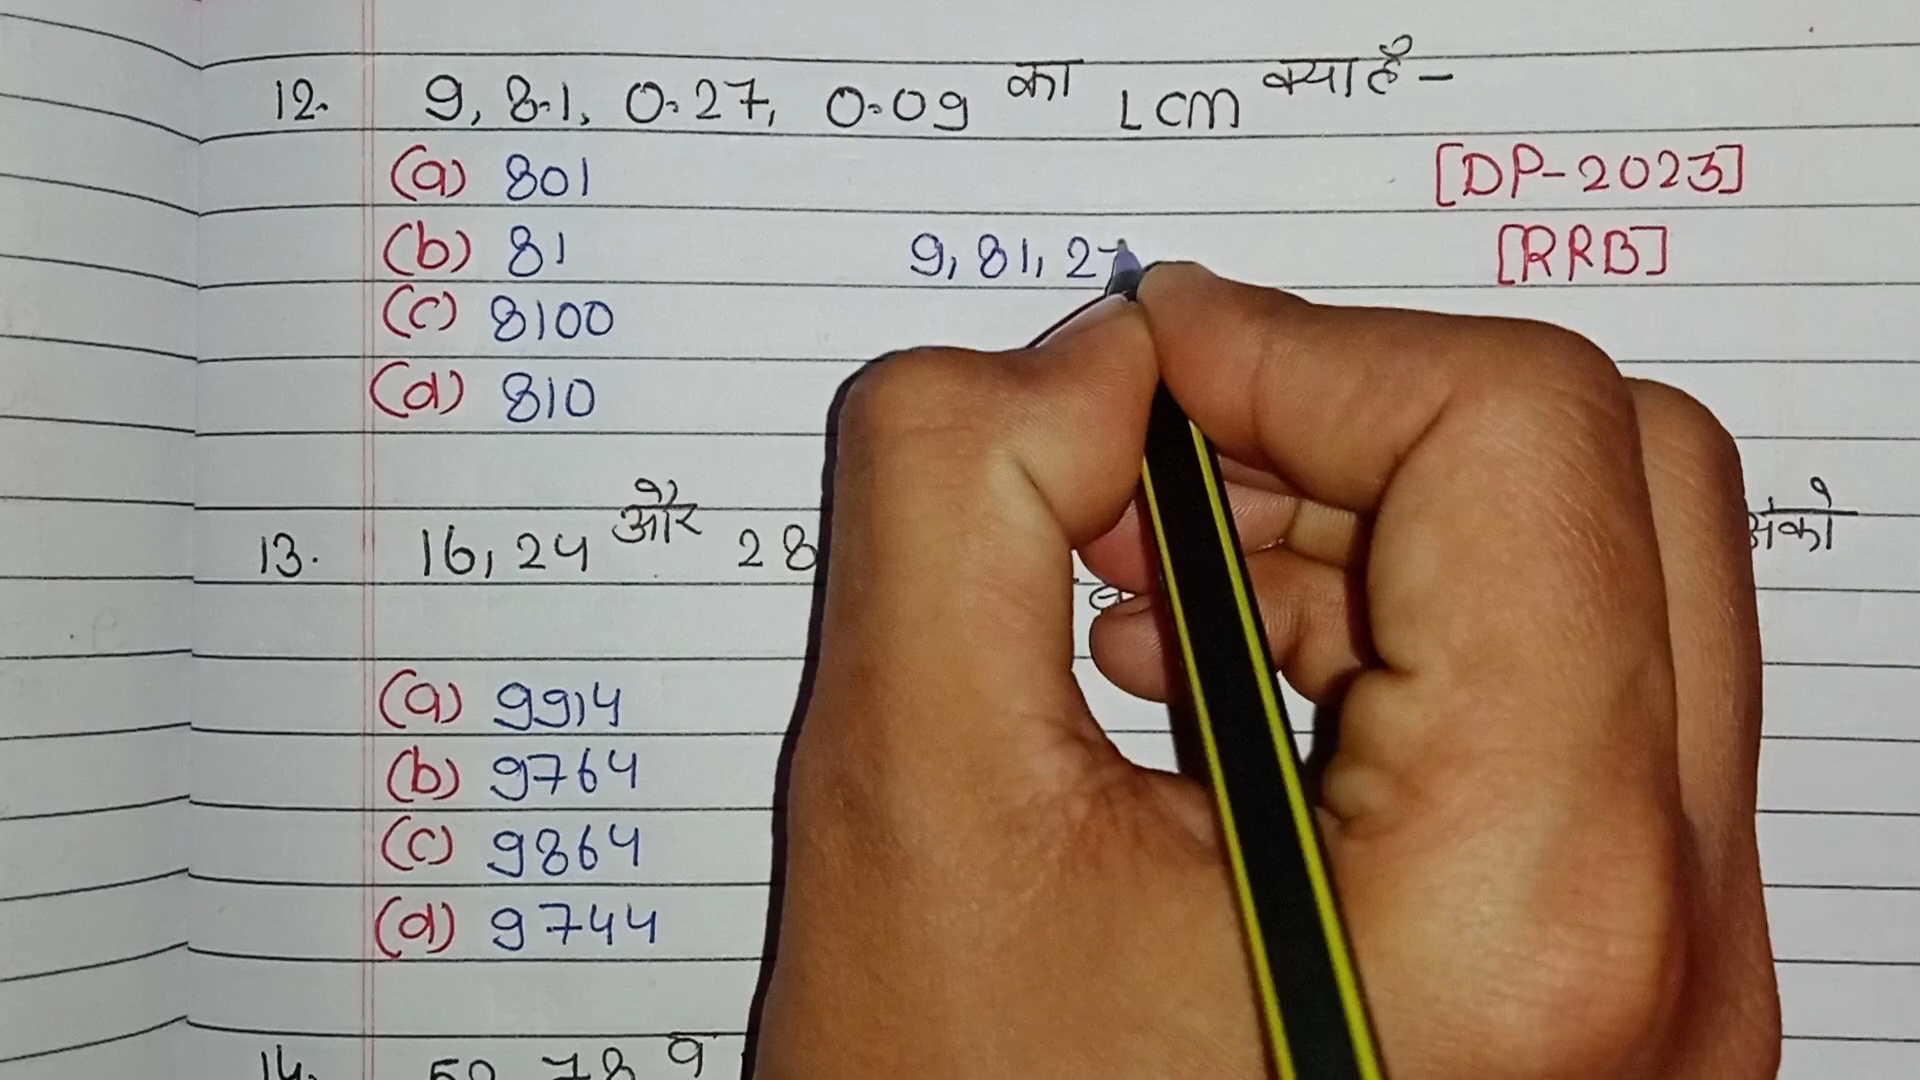 12. 9, 8.1, 0.27, 0.09 का LCM क्या है -
(a) 801 [DP-2023]
(b) 81 9, 81, 27 [RRB]
(c) 8100
(d) 810
13. 16, 24 और 28
(a) 9914
(b) 9764
(c) 9864
(d) 9744
14.